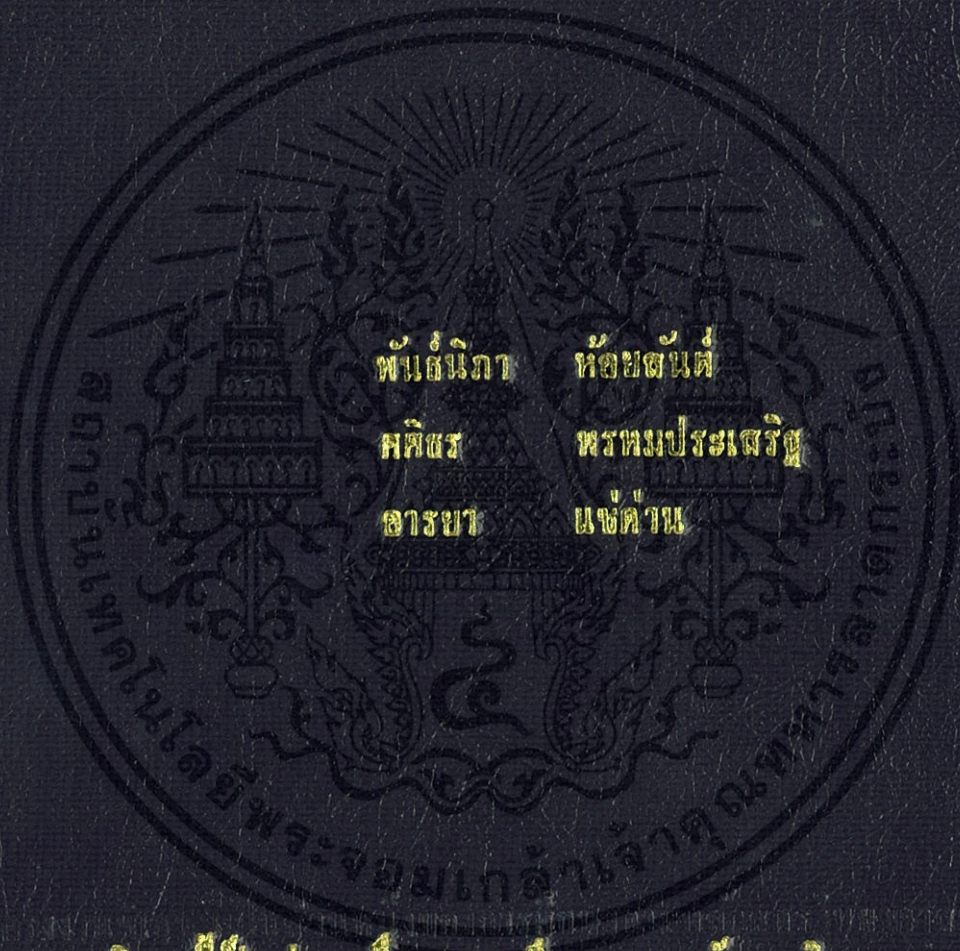 พันธ์นิภา ห้อยสันต์
ศศิธร พรหมประเสริฐ
อารยา แซ่ด่าน
สถาบันเทคโนโลยีพระจอมเกล้าเจ้าคุณทหารลาดกระบัง